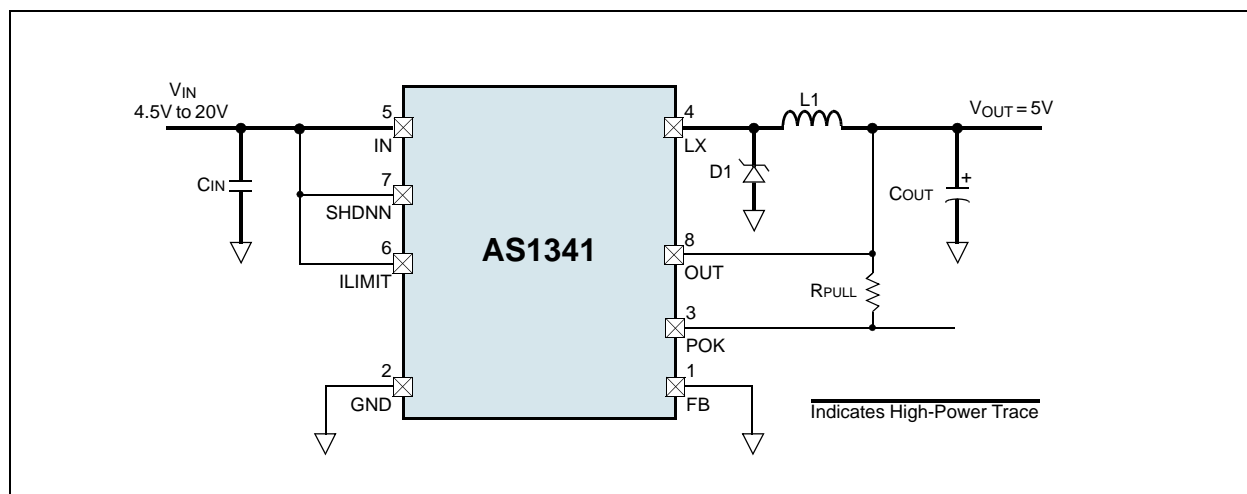 VIN
4.5V to 20V
CIN
5
IN
7
SHDNN
6
ILIMIT
2
GND
AS1341
4
LX
8
OUT
3
POK
1
FB
L1
D1
VOUT = 5V
+
COUT
RPULL
Indicates High-Power Trace